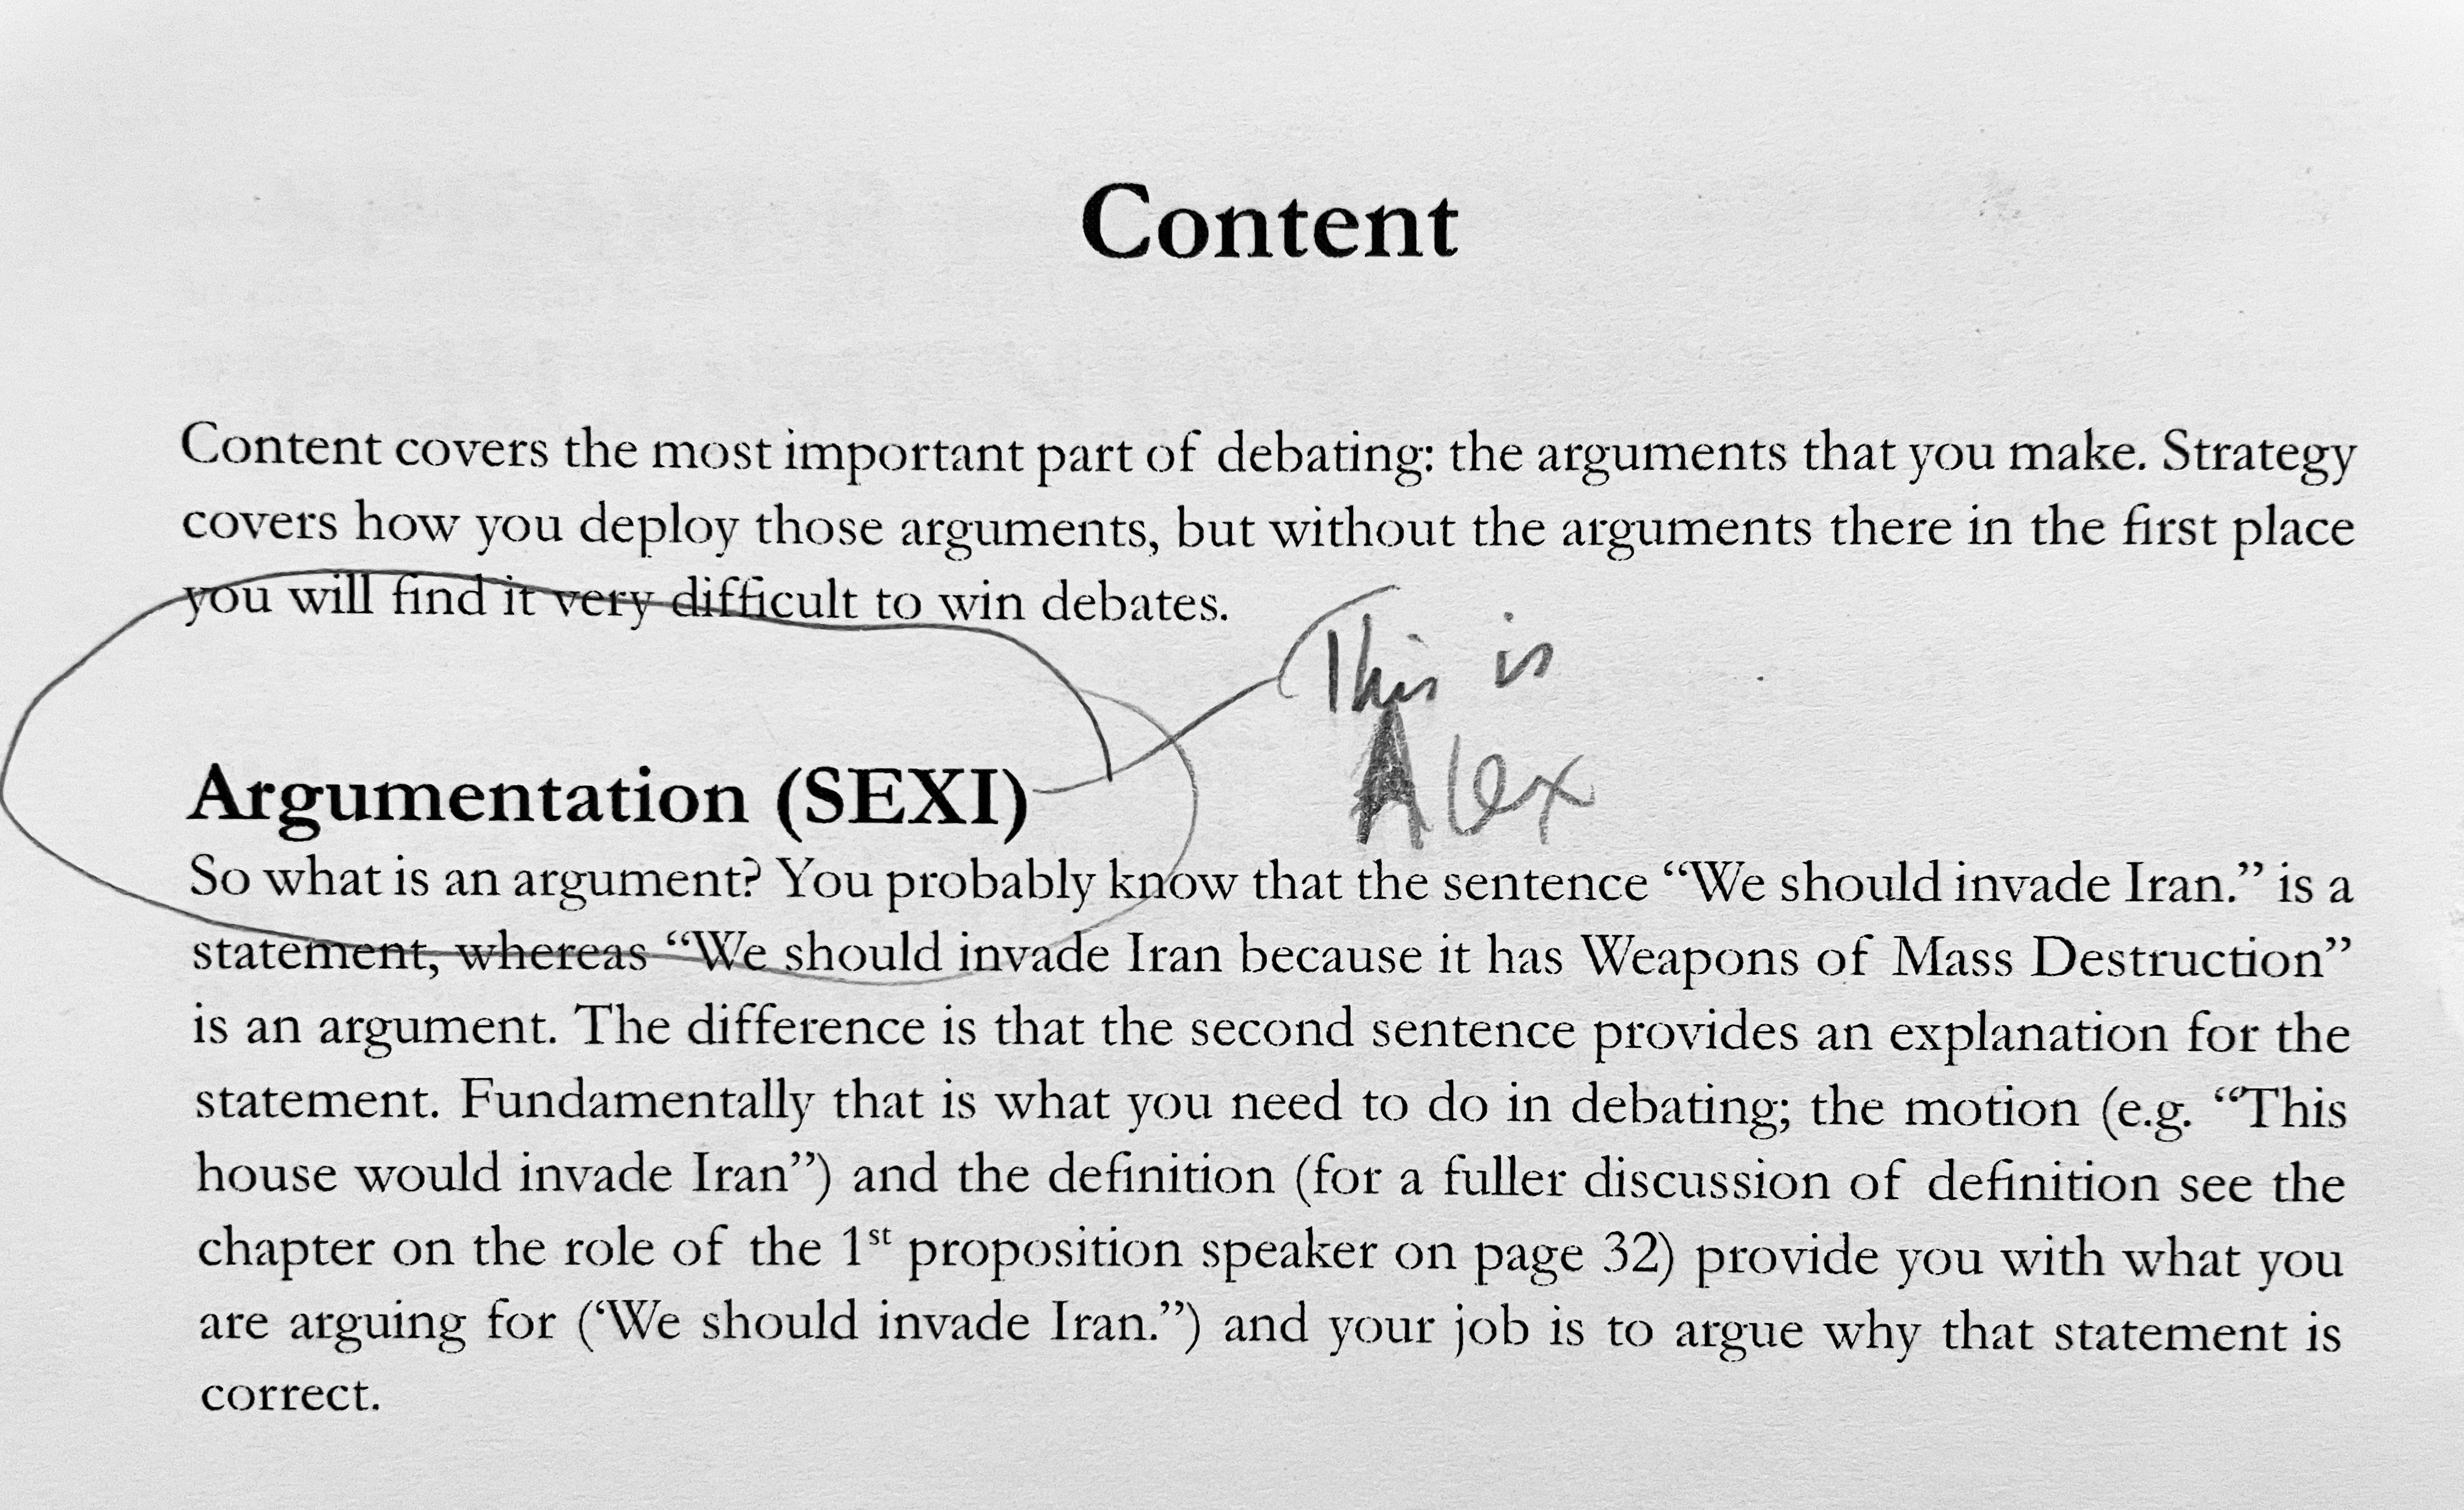 Content
Content covers the most important part of debating: the arguments that you make. Strategy
covers how you deploy those arguments, but without the arguments there in the first place
you will find it very difficult to win debates.
This is
Alex
Argumentation (SEXI)
So what is an argument? You probably know that the sentence “We should invade Iran.” is a
statement, whereas “We should invade Iran because it has Weapons of Mass Destruction”
is an argument. The difference is that the second sentence provides an explanation for the
statement. Fundamentally that is what you need to do in debating; the motion (e.g. “This
house would invade Iran”) and the definition (for a fuller discussion of definition see the
chapter on the role of the 1st proposition speaker on page 32) provide you with what you
are arguing for (‘We should invade Iran.”) and your job is to argue why that statement is
correct.